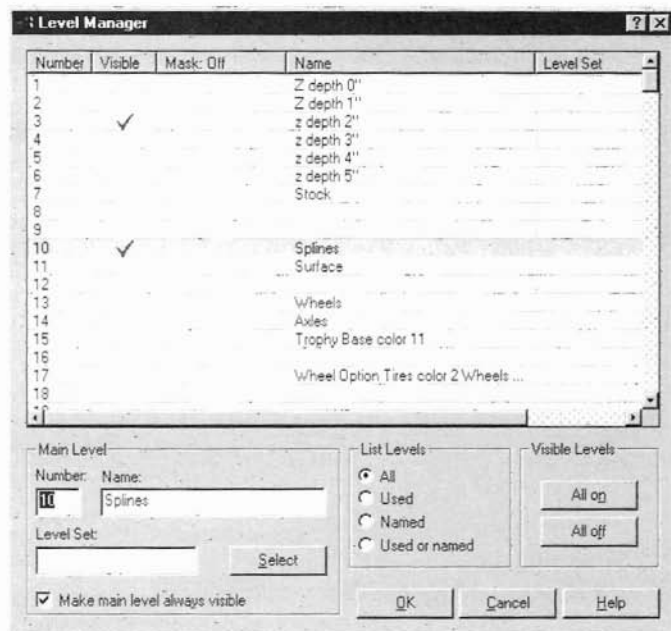 Level Manager
Number Visible Mask: Off Name Level Set
1 Z depth 0"
2 Z depth 1"
3 z depth 2"
4 z depth 3"
5 z depth 4"
6 z depth 5"
7 Stock
8
9
10 Splines
11 Surface
12
13 Wheels
14 Axles
15 Trophy Base color 11
16
17 Wheel Option Tires color 2 Wheels ...
18
Main Level
Number: Name:
10 Splines
Level Set:
Select
Make main level always visible
List Levels
All
Used
Named
Used or named
Visible Levels
All on
All off
OK Cancel Help